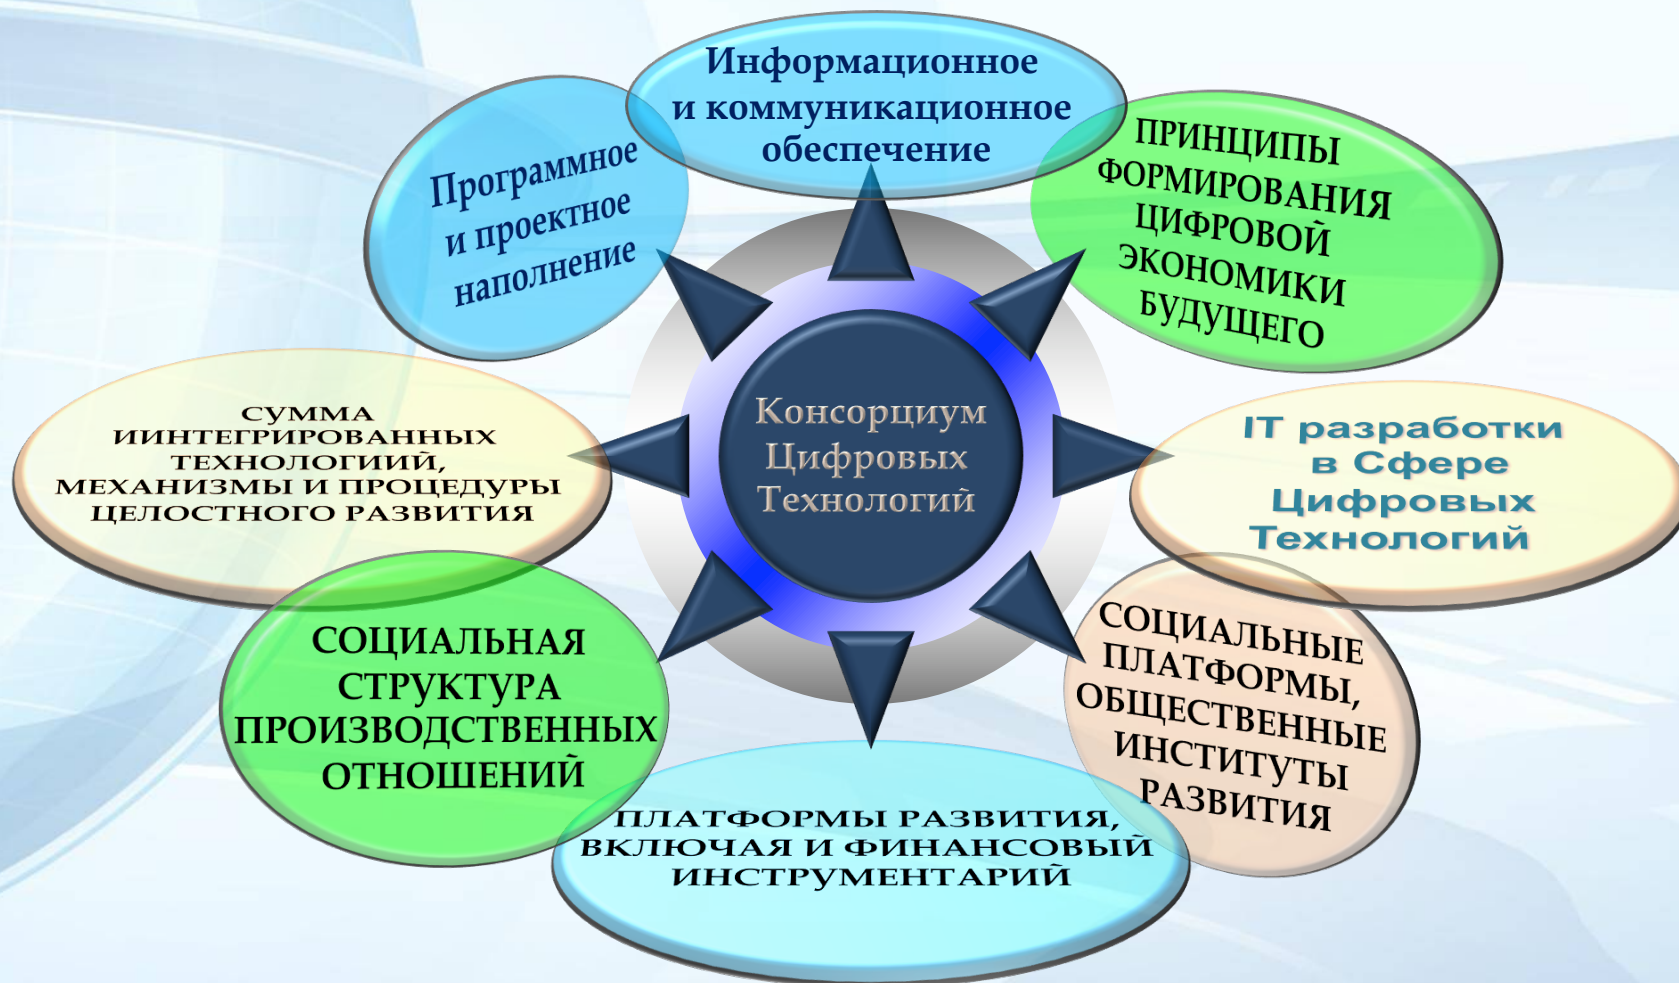 Информационное
и коммуникационное
обеспечение
ПРИНЦИПЫ
ФОРМИРОВАНИЯ
ЦИФРОВОЙ
ЭКОНОМИКИ
БУДУЩЕГО
Программное
и проектное
наполнение
СУММА
ИИНТЕГРИРОВАННЫХ
ТЕХНОЛОГИИЙ,
МЕХАНИЗМЫ И ПРОЦЕДУРЫ
ЦЕЛОСТНОГО РАЗВИТИЯ
Консорциум
Цифровых
Технологий
IT разработки
в Сфере
Цифровых
Технологий
СОЦИАЛЬНАЯ
СТРУКТУРА
ПРОИЗВОДСТВЕННЫХ
ОТНОШЕНИЙ
СОЦИАЛЬНЫЕ
ПЛАТФОРМЫ,
ОБЩЕСТВЕННЫЕ
ИНСТИТУТЫ
РАЗВИТИЯ
ПЛАТФОРМЫ РАЗВИТИЯ,
ВКЛЮЧАЯ И ФИНАНСОВЫЙ
ИНСТРУМЕНТАРИЙ